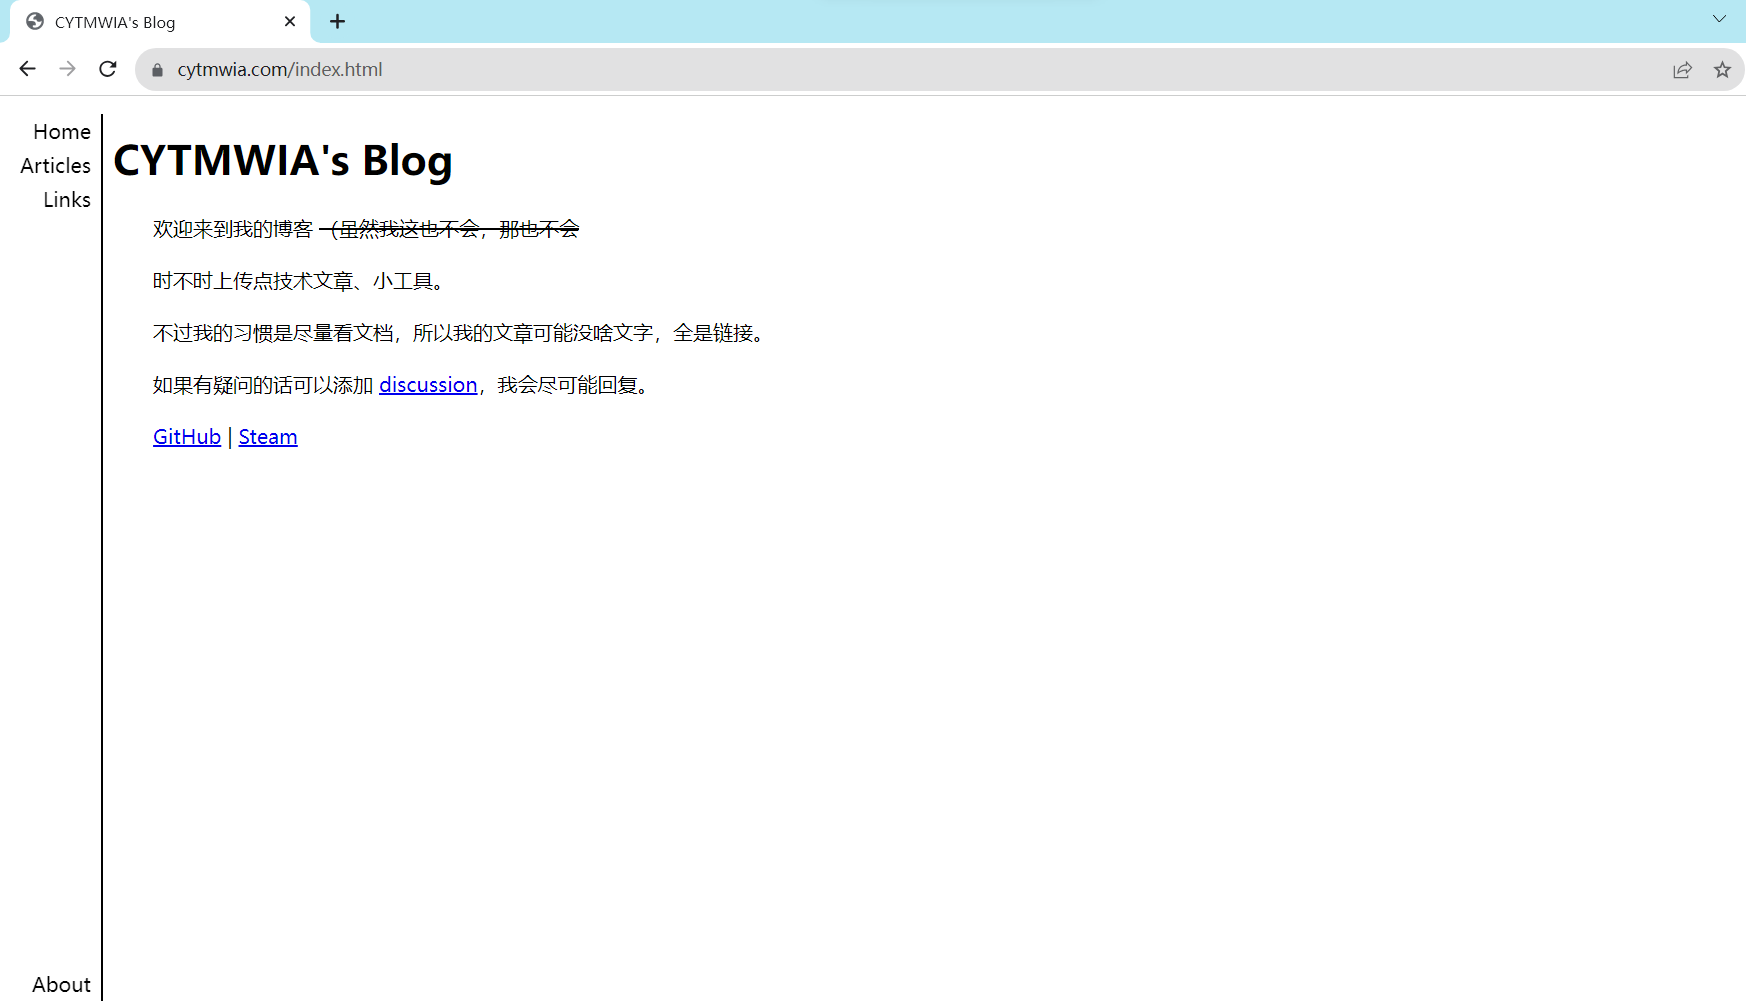 CYTMWIA's Blog
cytmwia.com/index.html
Home
Articles
Links
CYTMWIA's Blog
欢迎来到我的博客 （虽然我这也不会，那也不会
时不时上传点技术文章、小工具。
不过我的习惯是尽量看文档，所以我的文章可能没啥文字，全是链接。
如果有疑问的话可以添加 discussion，我会尽可能回复。
GitHub | Steam
About